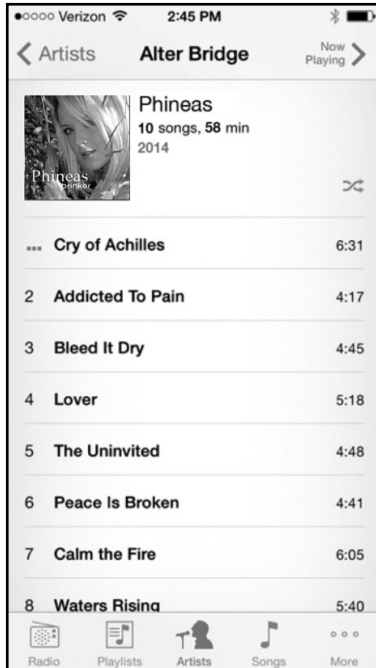 Verizon 2:45 PM
Artists Alter Bridge Now Playing
Phineas
10 songs, 58 min
2014
Phineas
Drinker
... Cry of Achilles 6:31
2 Addicted To Pain 4:17
3 Bleed It Dry 4:45
4 Lover 5:18
5 The Uninvited 4:48
6 Peace Is Broken 4:41
7 Calm the Fire 6:05
8 Waters Rising 5:40
Radio Playlists Artists Songs More